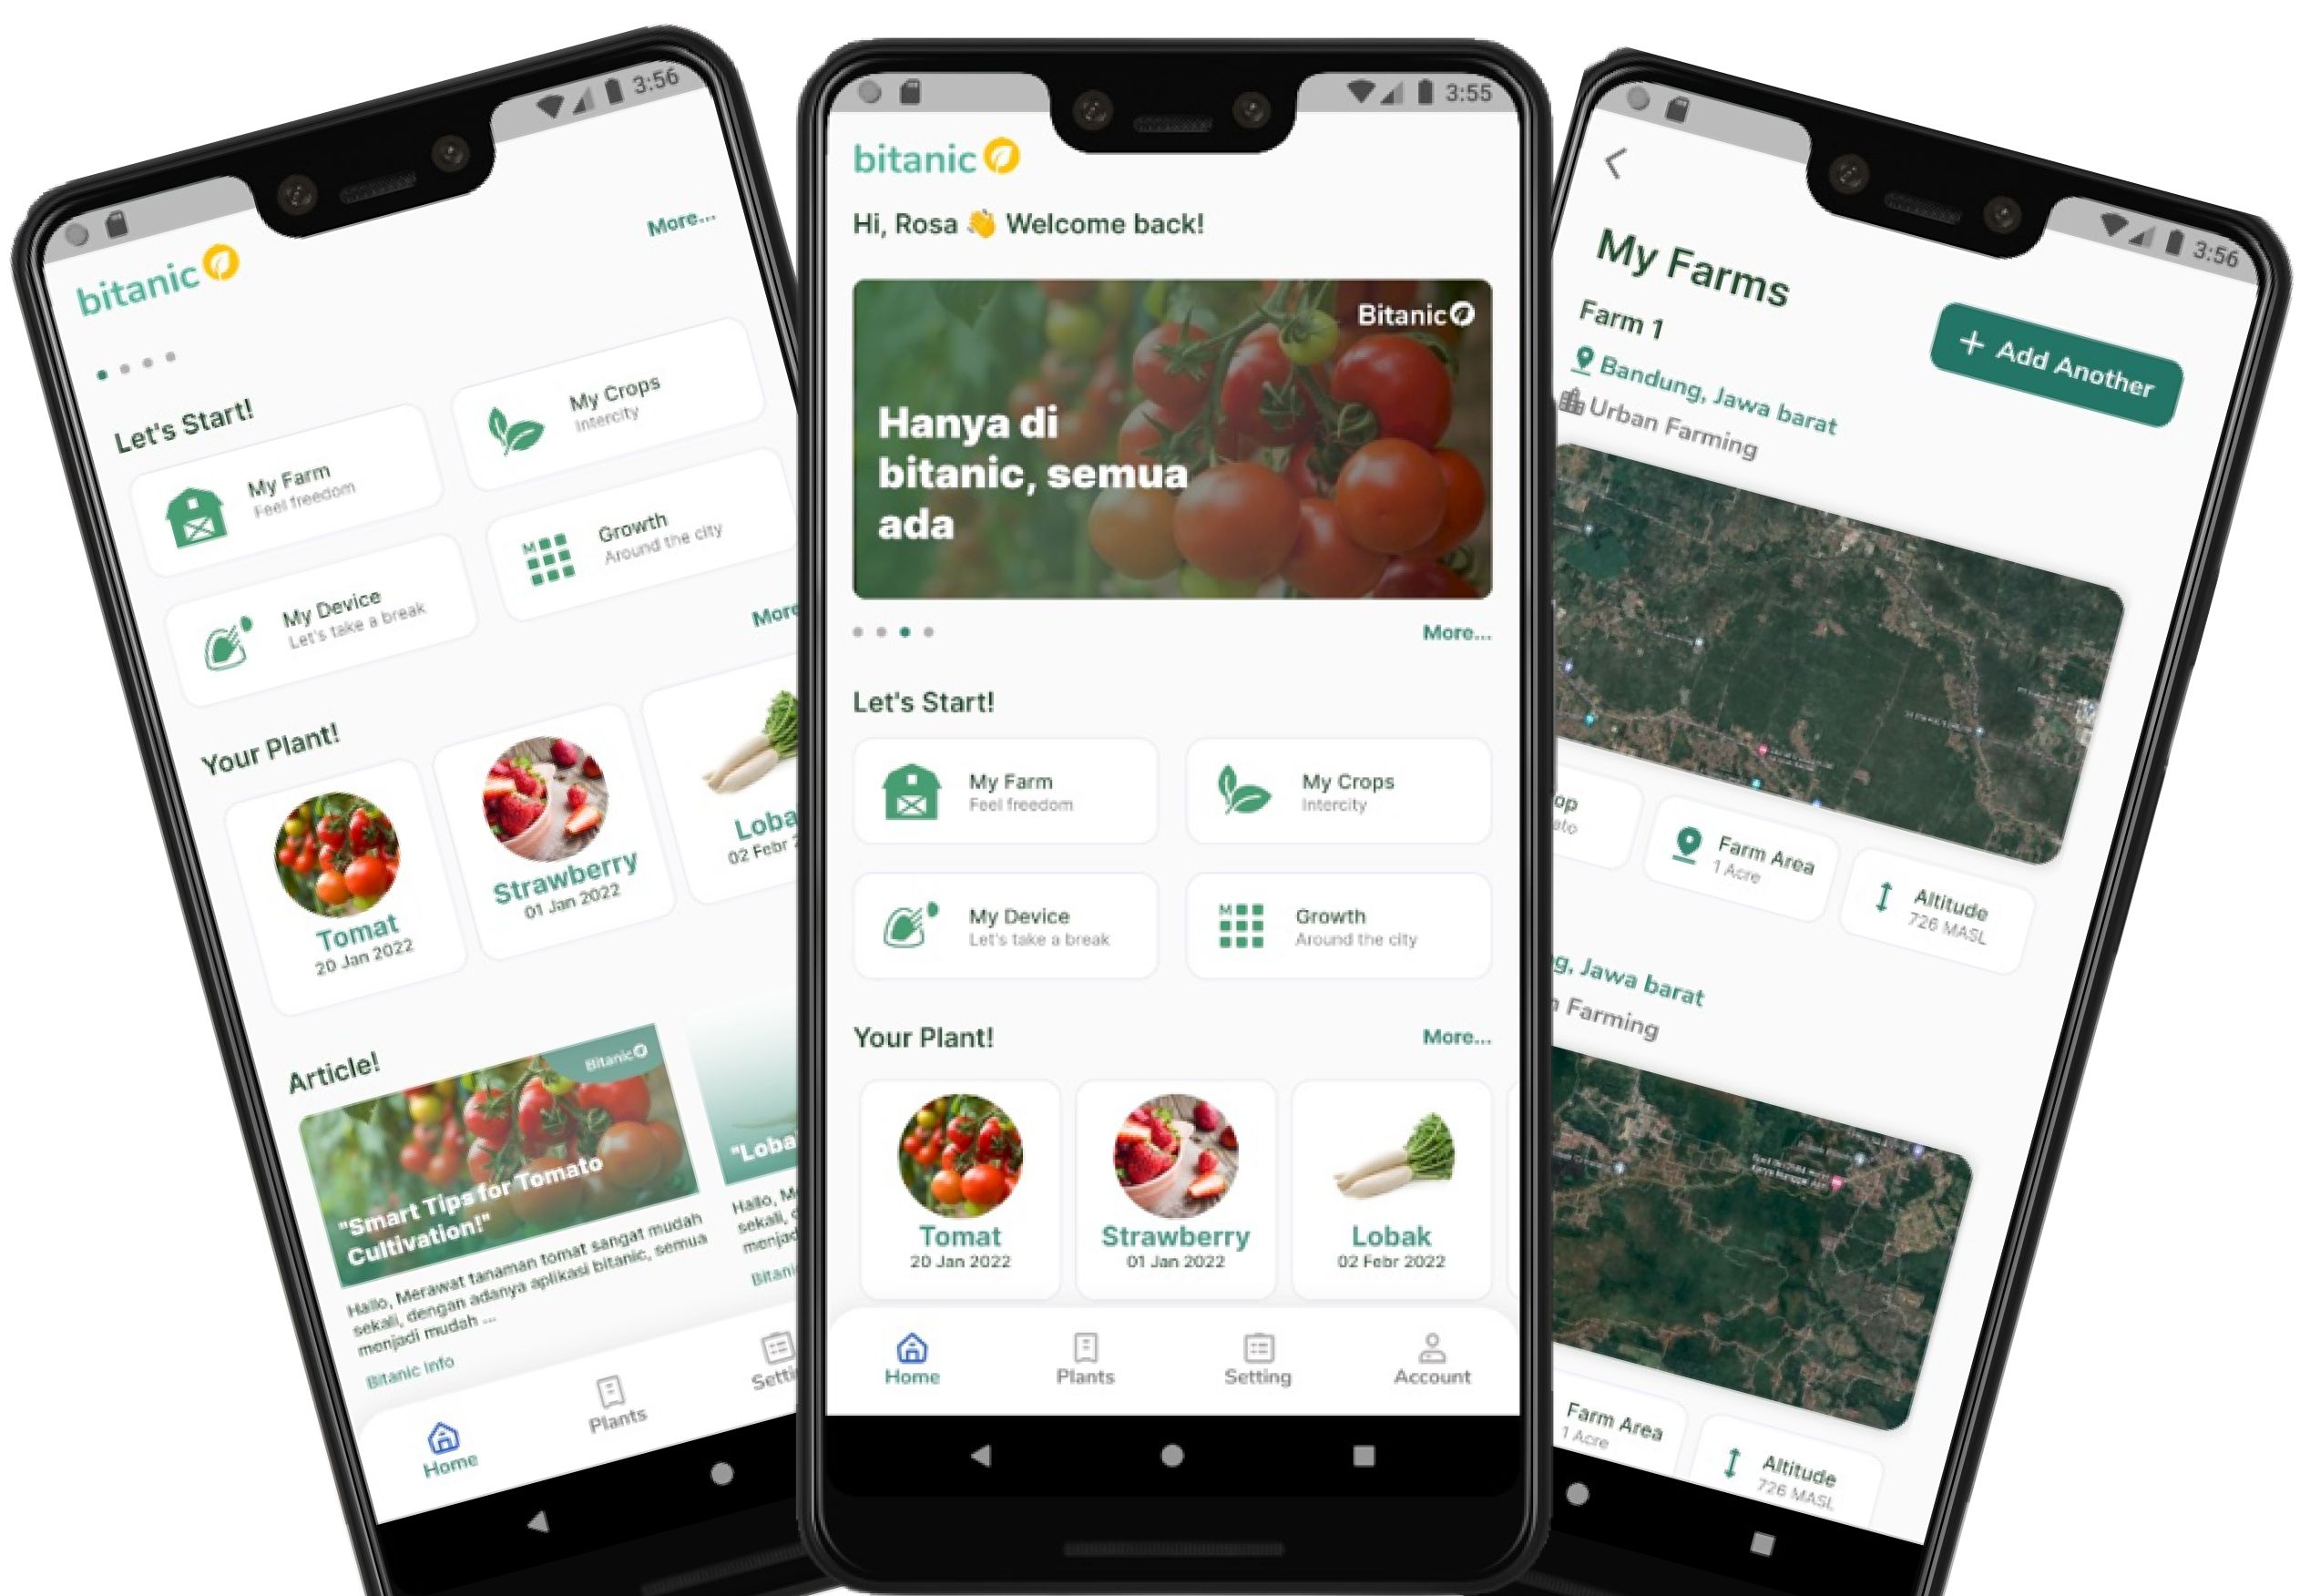 3:56
bitanic
More...
Let's Start!
My Farm
Feel freedom
My Crops
Intercity
My Device
Let's take a break
Growth
Around the city
Your Plant!
More
Tomat
20 Jan 2022
Strawberry
01 Jan 2022
Loba
02 Febr
Article!
Bitanic
"Smart Tips for Tomato
Cultivation!"
Hallo, Merawat tanaman tomat sangat mudah
sekali, dengan adanya aplikasi bitanic, semua
menjadi mudah ...
Bitanic Info
"Loba
Hallo, M
sekali,
menjad
Bitani
Home
Plants
Settin
3:55
bitanic
Hi, Rosa 👋 Welcome back!
Bitanic
Hanya di
bitanic, semua
ada
More...
Let's Start!
My Farm
Feel freedom
My Crops
Intercity
My Device
Let's take a break
M
Growth
Around the city
Your Plant!
More...
Tomat
20 Jan 2022
Strawberry
01 Jan 2022
Lobak
02 Febr 2022
Home
Plants
Setting
Account
3:56
My Farms
+ Add Another
Farm 1
Bandung, Jawa barat
Urban Farming
op
ato
Farm Area
1 Acre
Altitude
726 MASL
g, Jawa barat
n Farming
Farm Area
1 Acre
Altitude
726 MASL